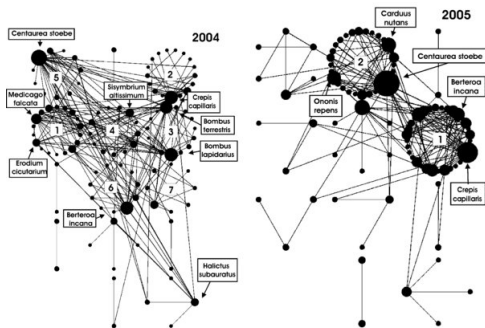 Centaurea stoebe
2004
5
Sisymbrium
altissimum
2
Medicago
falcata
Crepis
capillaris
1
4
Bombus
terrestris
3
Bombus
lapidarius
Erodium
cicutarium
6
7
Berteroa
incana
Halictus
subauratus
Carduus
nutans
2005
Centaurea stoebe
2
Berteroa
incana
Ononis
repens
1
Crepis
capillaris